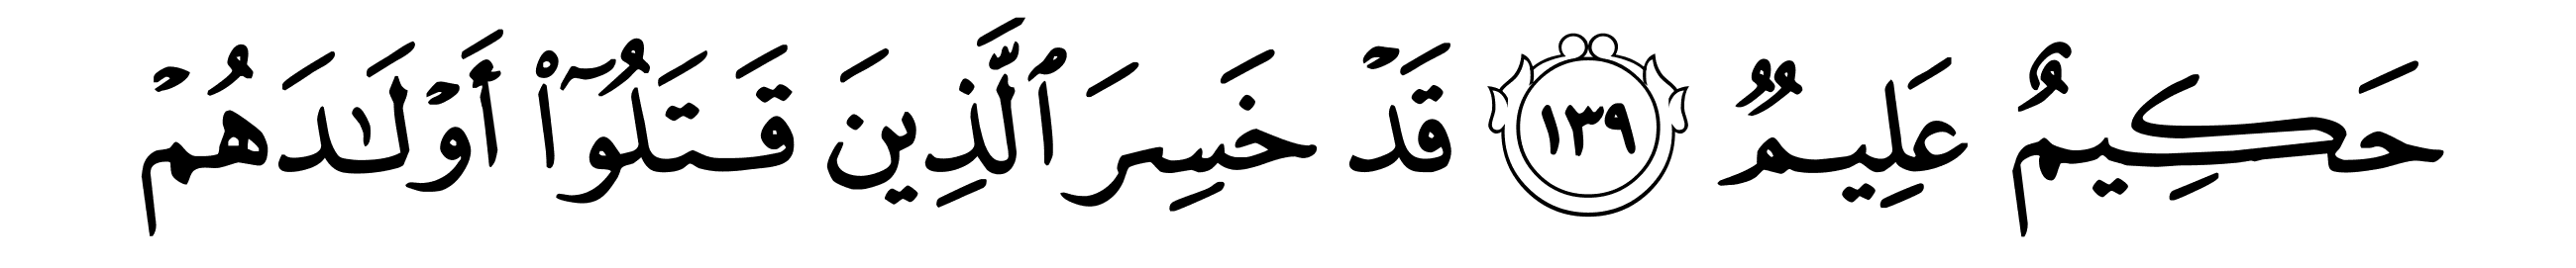 حَكِيمٌ عَلِيمٞ ١٣٩ قَدۡ خَسِرَ ٱلَّذِينَ قَتَلُوٓاْ أَوۡلَٰدَهُمۡ